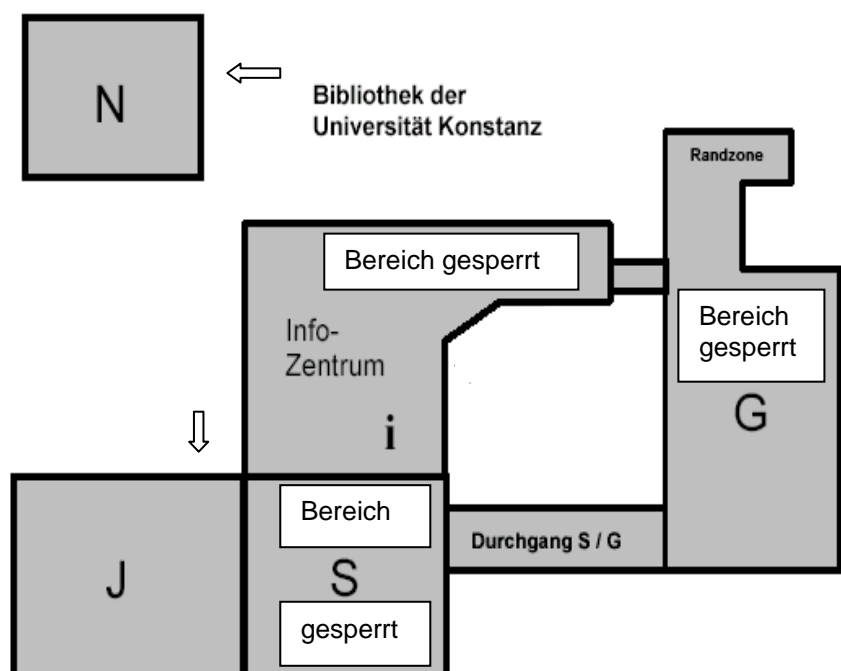 N
Bibliothek der
Universität Konstanz
Randzone
Bereich gesperrt
Info-
Zentrum
i
Bereich
gesperrt
G
J
Bereich
S
gesperrt
Durchgang S / G